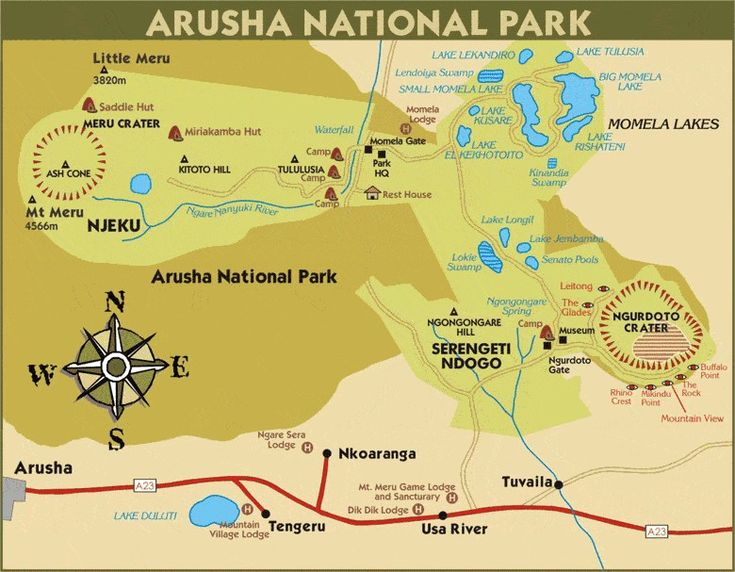 ARUSHA NATIONAL PARK
Little Meru
3820m
Saddle Hut
MERU CRATER
Miriakamba Hut
ASH CONE
KITOTO HILL
TULULUSIA
Mt Meru
4566m
NJEKU
Ngare Nanyuki River
Waterfall
Camp
Camp
Camp
Momela
Lodge
Momela Gate
Park
HQ
Rest House
LAKE LEKANDIRO
LAKE TULUSIA
Lendoiya Swamp
SMALL MOMELA LAKE
BIG MOMELA
LAKE
LAKE
KUSARE
MOMELA LAKES
LAKE
EL KEKHOTOITO
LAKE
RISHATENI
Kinandia
Swamp
Arusha National Park
Lake Longil
Lake Jembamba
Lokie
Swamp
Senato Pools
Leitong
The
Glades
NGURDOTO
CRATER
Ngongongare
Spring
NGONGONGARE
HILL
Camp
Museum
SERENGETI
NDOGO
Ngurdoto
Gate
Buffalo
Point
The
Rock
Rhino
Crest
Mikindu
Point
Mountain View
N
W
E
S
Ngare Sera
Lodge
H
Nkoaranga
Arusha
A23
Mt. Meru Game Lodge
and Sancturary
H
Tuvaila
LAKE DULUTI
H
Mountain
Village Lodge
Tengeru
Dik Dik Lodge
H
Usa River
A23
H